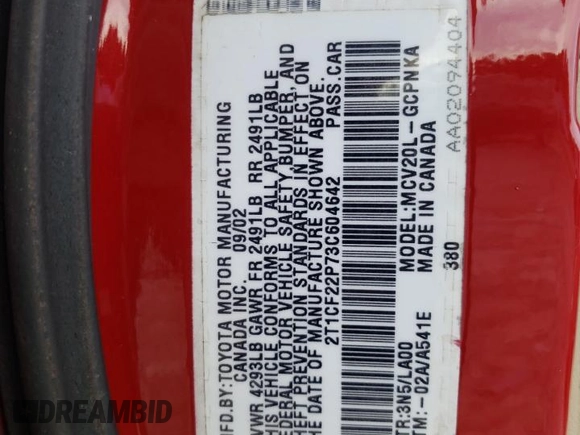 MFD.BY:TOYOTA MOTOR MANUFACTURING
CANADA INC. 09/02
GVWR 4293LB GAWR FR 2491LB RR 2491LB
THIS VEHICLE CONFORMS TO ALL APPLICABLE
FEDERAL MOTOR VEHICLE SAFETY,BUMPER, AND
THEFT PREVENTION STANDARDS IN EFFECT ON
THE DATE OF MANUFACTURE SHOWN ABOVE.
2T1CF22P73C604642 PASS.CAR
TR:3N5/LA00 MODEL:MCV20L-GCPNKA
TM:-02A/A541E MADE IN CANADA
380
AA02094404
DREAMBID
dreambid.com